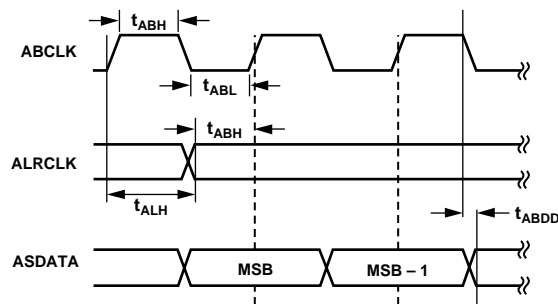 tABH
ABCLK
tABL
tABH
ALRCLK
tALH
tABDD
ASDATA
MSB
MSB – 1